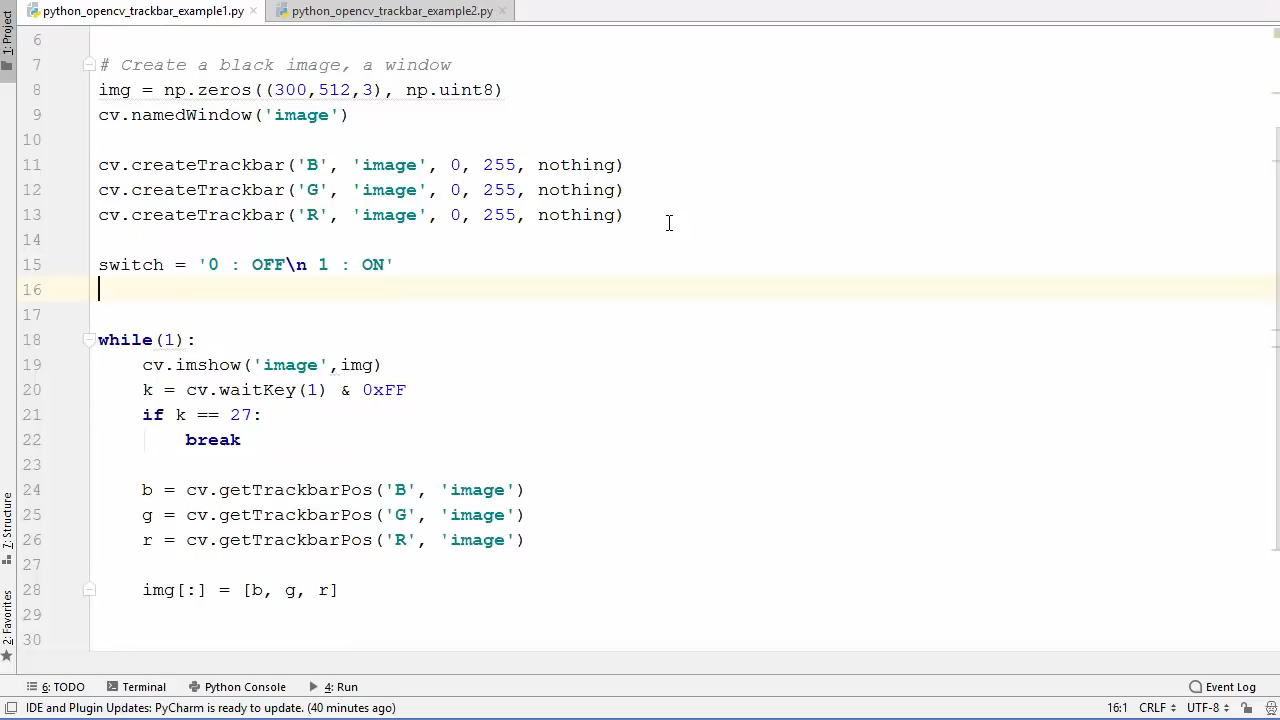 1: Project
python_opencv_trackbar_example1.py python_opencv_trackbar_example2.py
6
7 # Create a black image, a window
8 img = np.zeros((300,512,3), np.uint8)
9 cv.namedWindow('image')
10
11 cv.createTrackbar('B', 'image', 0, 255, nothing)
12 cv.createTrackbar('G', 'image', 0, 255, nothing)
13 cv.createTrackbar('R', 'image', 0, 255, nothing)
14
15 switch = '0 : OFF\n 1 : ON'
16
17
18 while(1):
19 cv.imshow('image',img)
20 k = cv.waitKey(1) & 0xFF
21 if k == 27:
22 break
23
24 b = cv.getTrackbarPos('B', 'image')
25 g = cv.getTrackbarPos('G', 'image')
26 r = cv.getTrackbarPos('R', 'image')
27
28 img[:] = [b, g, r]
29
30
7: Structure
2: Favorites
6: TODO Terminal Python Console 4: Run Event Log
IDE and Plugin Updates: PyCharm is ready to update. (40 minutes ago) 16:1 CRLF UTF-8